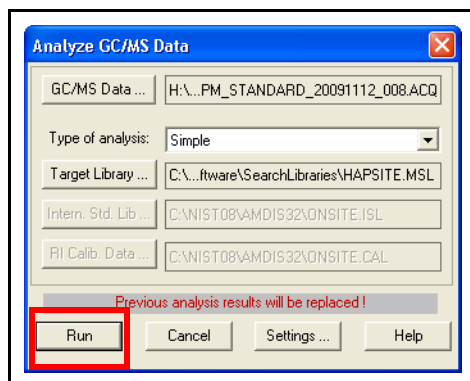 Analyze GC/MS Data
GC/MS Data ... H:\...PM_STANDARD_20091112_008.ACQ
Type of analysis: Simple
Target Library ... C:\...ftware\SearchLibraries\HAPSITE.MSL
Intern. Std. Lib ... C:\NIST08\AMDIS32\ONSITE.ISL
RI Calib. Data ... C:\NIST08\AMDIS32\ONSITE.CAL
Previous analysis results will be replaced !
Run Cancel Settings ... Help